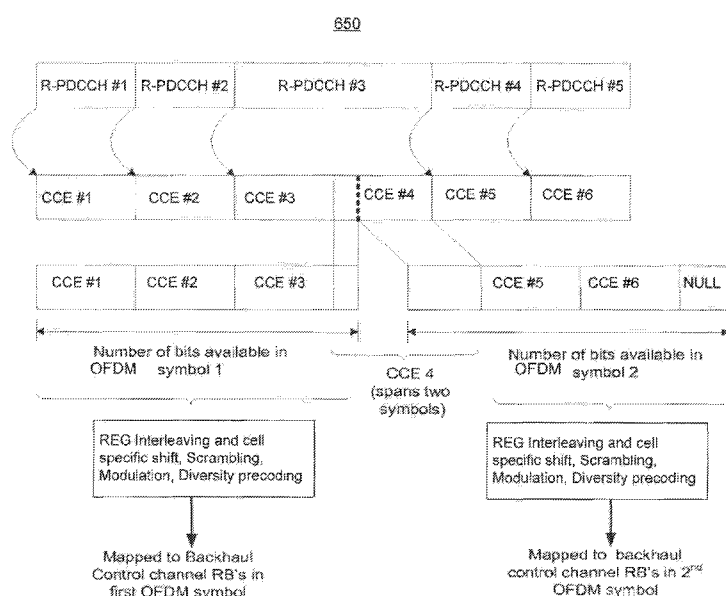 650
R-PDCCH #1 R-PDCCH #2 R-PDCCH #3 R-PDCCH #4 R-PDCCH #5
CCE #1 CCE #2 CCE #3 CCE #4 CCE #5 CCE #6
CCE #1 CCE #2 CCE #3 CCE #5 CCE #6 NULL
Number of bits available in
OFDM symbol 1
CCE 4
(spans two
symbols)
Number of bits available in
OFDM symbol 2
REG Interleaving and cell
specific shift, Scrambling,
Modulation, Diversity precoding
REG Interleaving and cell
specific shift, Scrambling,
Modulation, Diversity precoding
Mapped to Backhaul
Control channel RB's in
first OFDM symbol
Mapped to backhaul
control channel RB's in 2nd
OFDM symbol